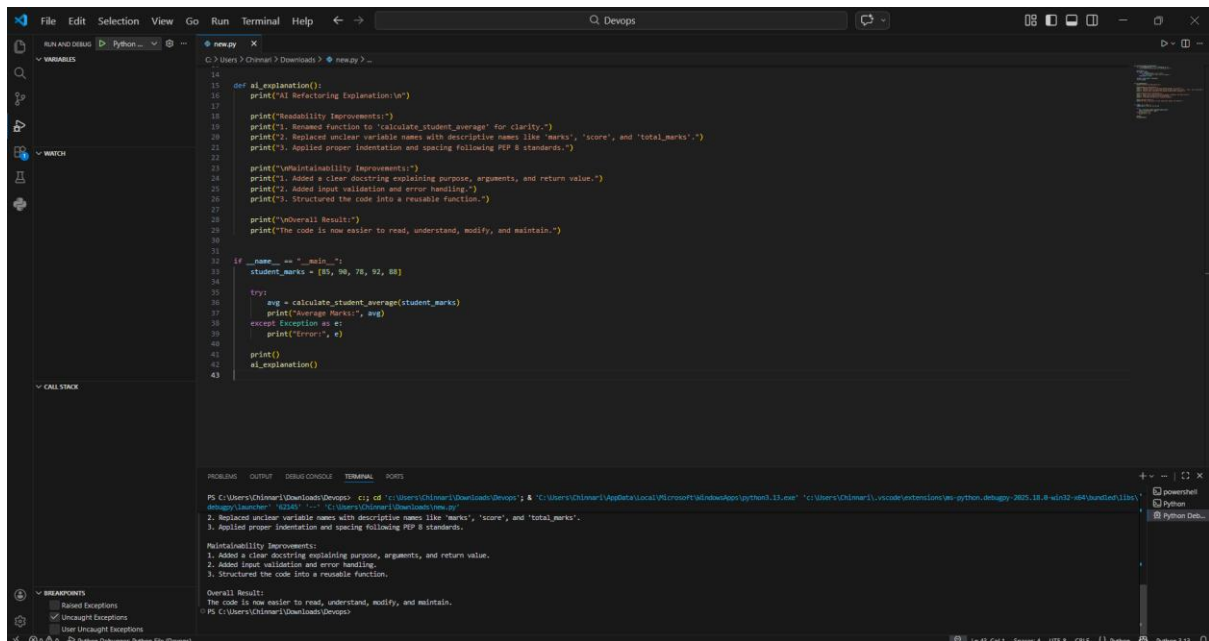 File Edit Selection View Go Run Terminal Help
Devops
RUN AND DEBUG Python ...
new.py
VARIABLES
C: > Users > Chinnari > Downloads > new.py > ...
14
15 def ai_explanation():
16 print("AI Refactoring Explanation:\n")
17
18 print("Readability Improvements:")
19 print("1. Renamed function to 'calculate_student_average' for clarity.")
20 print("2. Replaced unclear variable names with descriptive names like 'marks', 'score', and 'total_marks'.")
21 print("3. Applied proper indentation and spacing following PEP 8 standards.")
22
23 print("\nMaintainability Improvements:")
24 print("1. Added a clear docstring explaining purpose, arguments, and return value.")
25 print("2. Added input validation and error handling.")
26 print("3. Structured the code into a reusable function.")
27
28 print("\nOverall Result:")
29 print("The code is now easier to read, understand, modify, and maintain.")
30
31
32 if __name__ == "__main__":
33 student_marks = [85, 90, 78, 92, 88]
34
35 try:
36 avg = calculate_student_average(student_marks)
37 print("Average Marks:", avg)
38 except Exception as e:
39 print("Error:", e)
40
41 print()
42 ai_explanation()
43
WATCH
CALL STACK
PROBLEMS OUTPUT DEBUG CONSOLE TERMINAL PORTS
PS C:\Users\Chinnari\Downloads\Devops> c:; cd 'c:\Users\Chinnari\Downloads\Devops'; & 'C:\Users\Chinnari\AppData\Local\Microsoft\WindowsApps\python3.13.exe' 'c:\Users\Chinnari\.vscode\extensions\ms-python.debugpy-2025.18.0-win32-x64\bundled\libs\
debugpy\launcher' '62145' '--' 'C:\Users\Chinnari\Downloads\new.py'
2. Replaced unclear variable names with descriptive names like 'marks', 'score', and 'total_marks'.
3. Applied proper indentation and spacing following PEP 8 standards.
Maintainability Improvements:
1. Added a clear docstring explaining purpose, arguments, and return value.
2. Added input validation and error handling.
3. Structured the code into a reusable function.
Overall Result:
The code is now easier to read, understand, modify, and maintain.
PS C:\Users\Chinnari\Downloads\Devops>
powershell
Python
Python Deb...
BREAKPOINTS
Raised Exceptions
Uncaught Exceptions
User Uncaught Exceptions